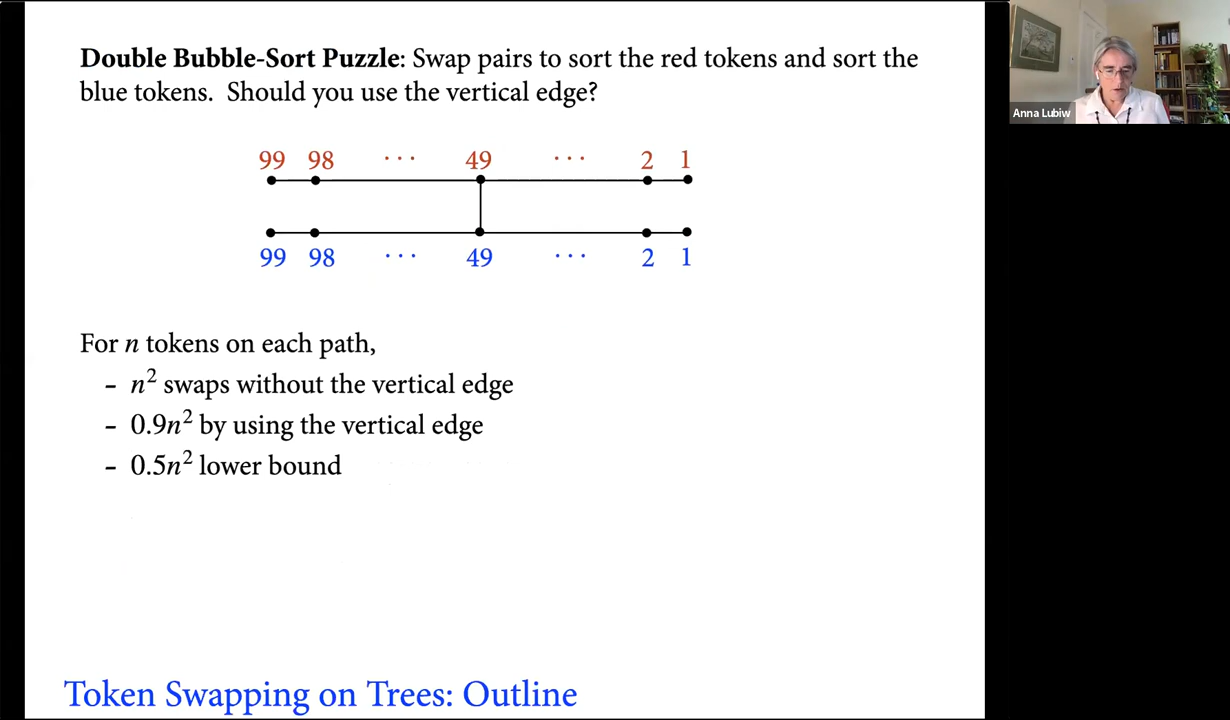 Double Bubble-Sort Puzzle: Swap pairs to sort the red tokens and sort the
blue tokens. Should you use the vertical edge?
Anna Lubiw
99 98 ··· 49 ··· 2 1
99 98 ··· 49 ··· 2 1
For n tokens on each path,
– n² swaps without the vertical edge
– 0.9n² by using the vertical edge
– 0.5n² lower bound
Token Swapping on Trees: Outline